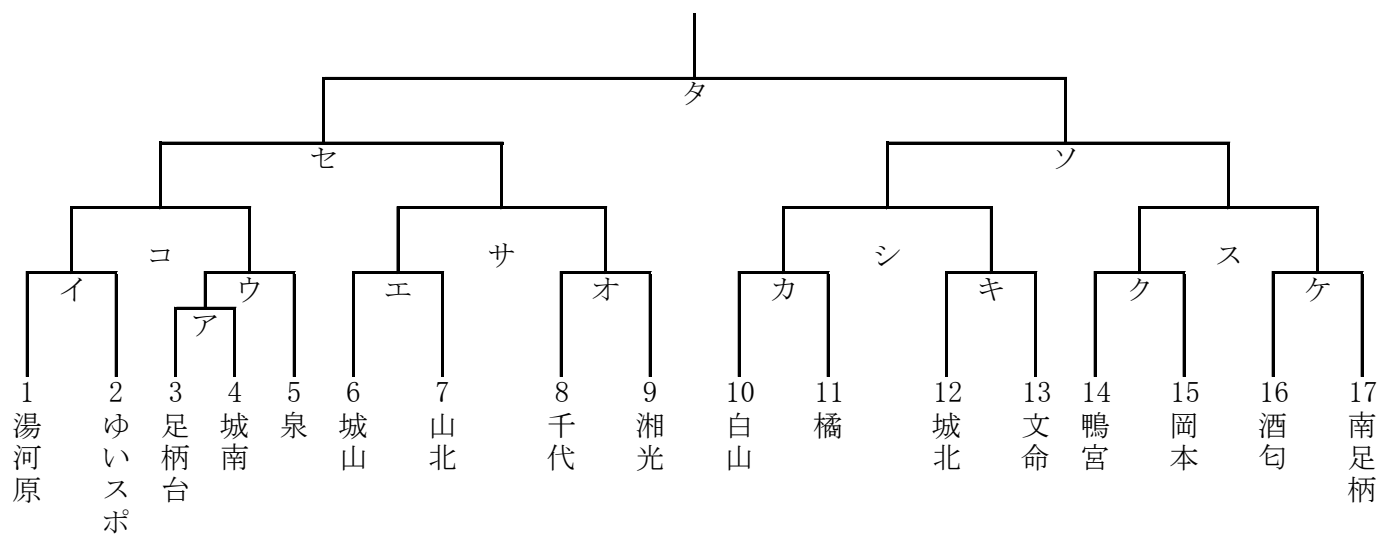 タ
セ
ソ
コ
サ
シ
ス
イ
ウ
エ
オ
カ
キ
ク
ケ
ア
1 湯河原
2 ゆいスポ
3 足柄台
4 城南
5 泉
6 城山
7 山北
8 千代
9 湘光
10 白山
11 橘
12 城北
13 文命
14 鴨宮
15 岡本
16 酒匂
17 南足柄